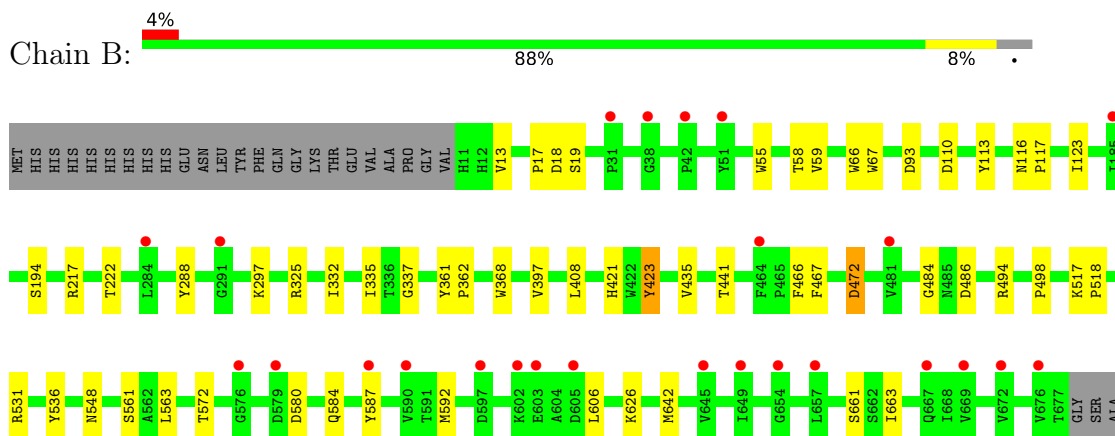 4%
Chain B:
88% 8% •
MET HIS HIS HIS HIS HIS HIS HIS HIS GLU ASN LEU TYR PHE GLN GLY LYS THR GLU VAL ALA PRO GLY VAL H11 H12 V13 P17 D18 S19 P31 G38 P42 Y51 W55 T58 V59 W66 W67 D93 D110 Y113 N116 P117 I123 I185
S194 R217 T222 L284 Y288 G291 K297 R325 I332 I335 T336 G337 Y361 P362 W368 V397 L408 H421 W422 Y423 V435 T441 F464 P465 F466 F467 D472 V481 G484 N485 D486 R494 P498 K517 P518
R531 Y536 N548 S561 A562 L563 T572 G576 D579 D580 Q584 Y587 V590 T591 M592 D597 K602 E603 A604 D605 L606 K626 M642 V645 I649 G654 L657 S661 S662 I663 Q667 I668 V669 V672 V676 T677 GLY SER ALA